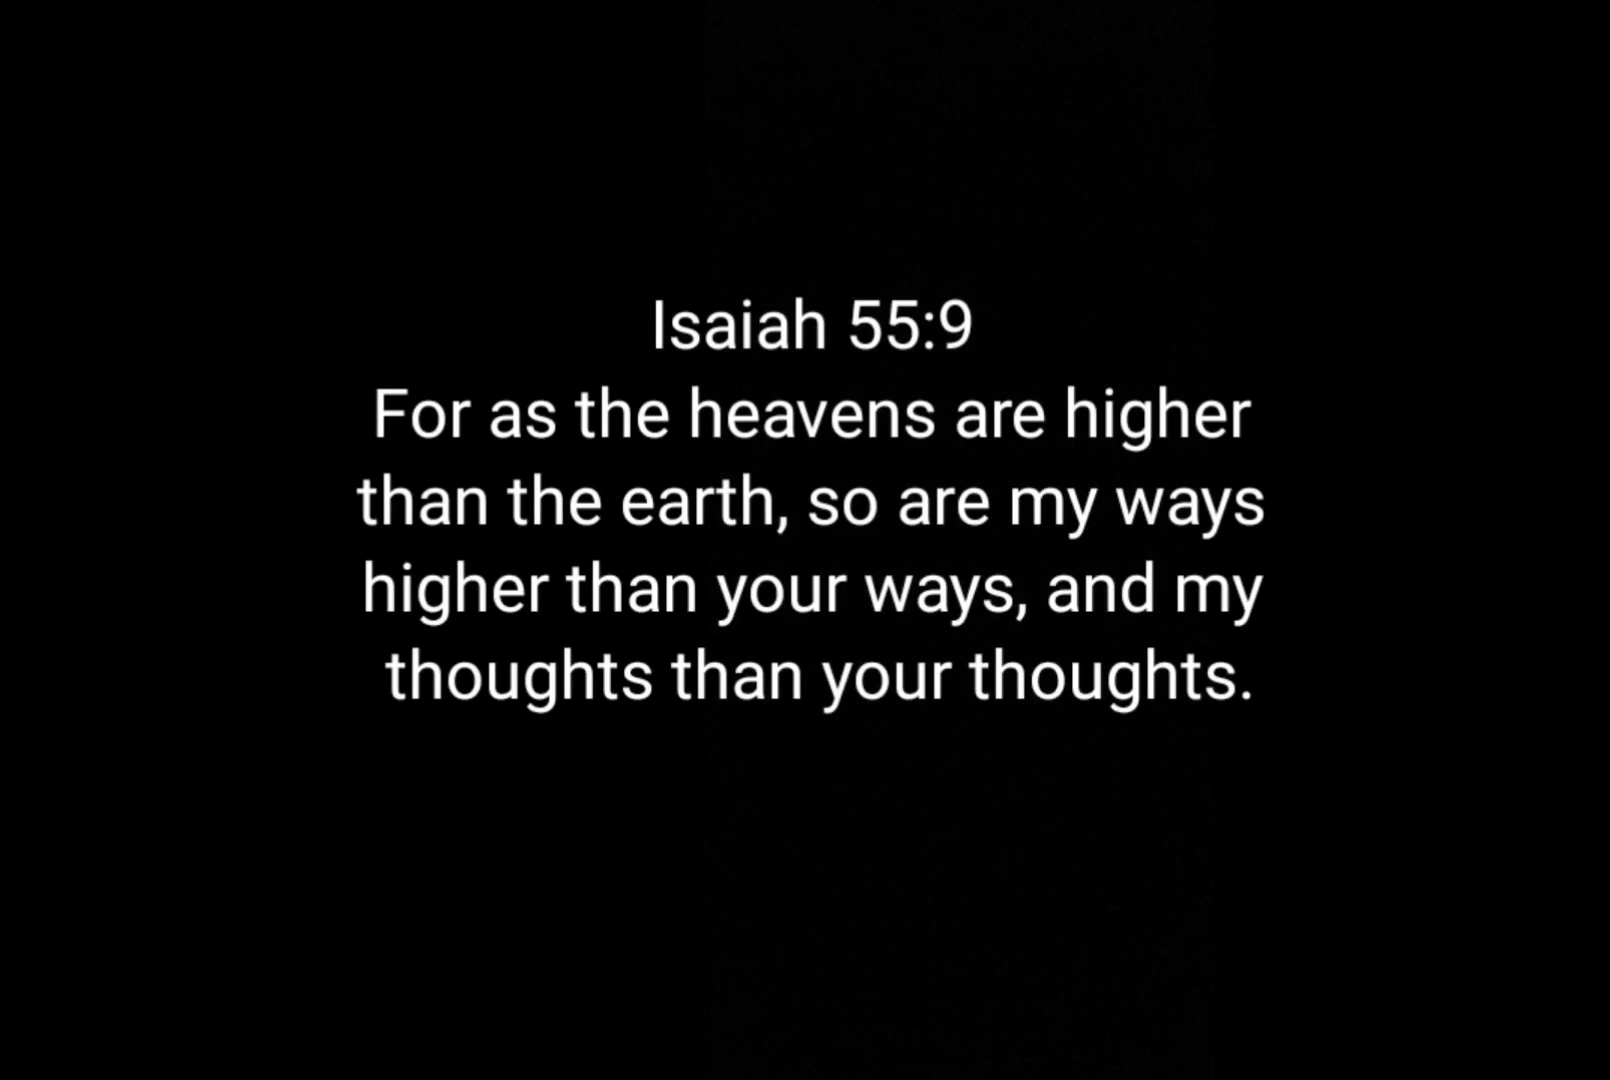 Isaiah 55:9
For as the heavens are higher
than the earth, so are my ways
higher than your ways, and my
thoughts than your thoughts.